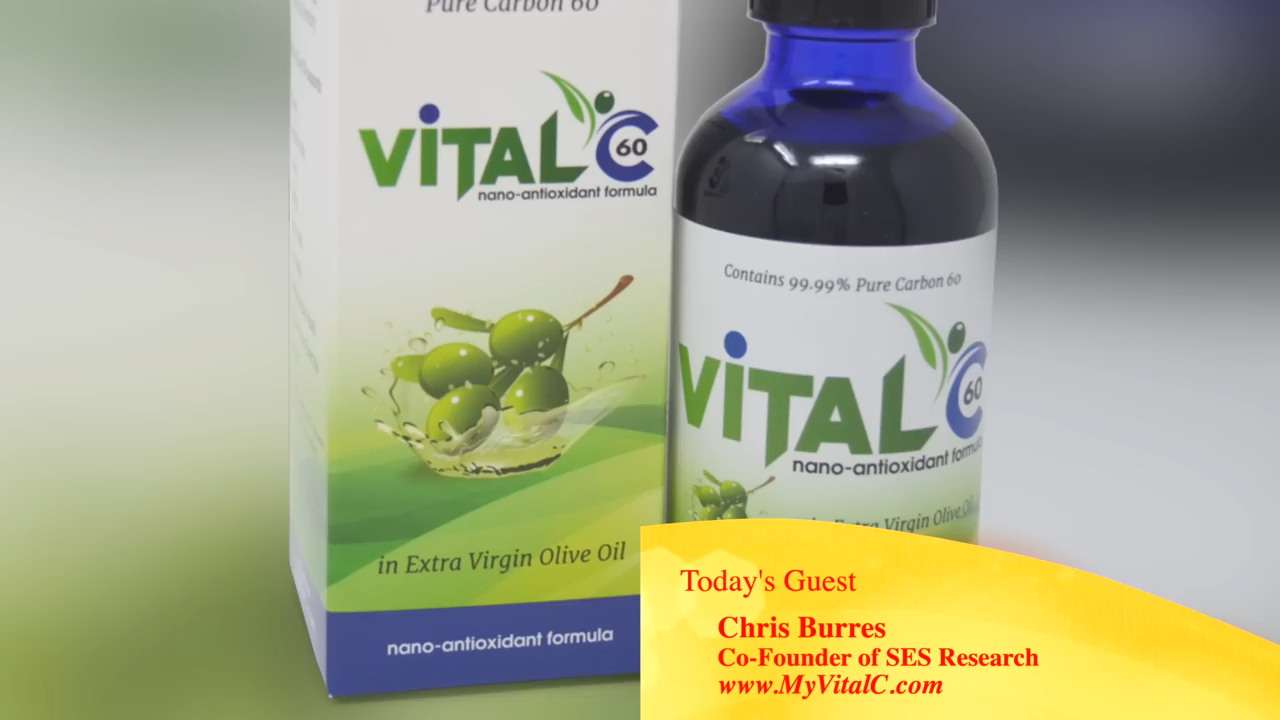 Pure Carbon 60
VITAL C 60
nano-antioxidant formula
in Extra Virgin Olive Oil
nano-antioxidant formula
Contains 99.99% Pure Carbon 60
VITAL C 60
nano-antioxidant formula
Extra Virgin Olive Oil
Today's Guest
Chris Burres
Co-Founder of SES Research
www.MyVitalC.com